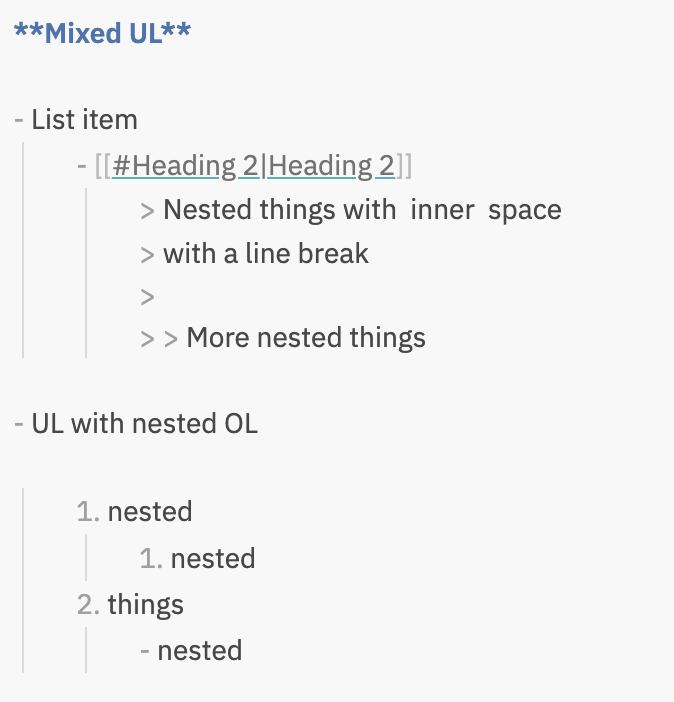 **Mixed UL**
- List item
- [[#Heading 2|Heading 2]]
> Nested things with  inner  space
> with a line break
>
> > More nested things
- UL with nested OL
1. nested
1. nested
2. things
- nested